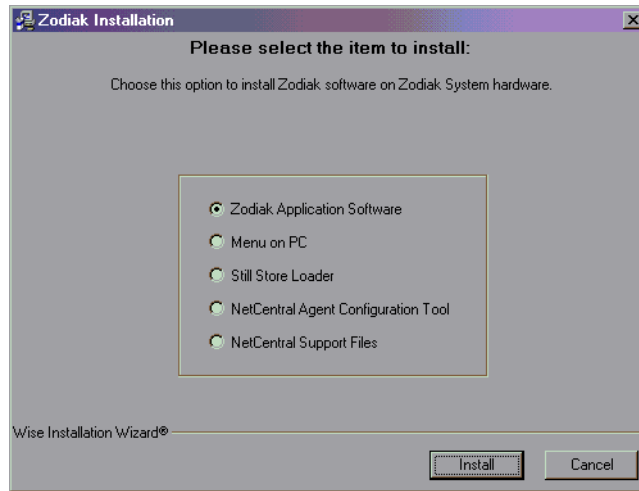 Zodiak Installation
Please select the item to install:
Choose this option to install Zodiak software on Zodiak System hardware.
Zodiak Application Software
Menu on PC
Still Store Loader
NetCentral Agent Configuration Tool
NetCentral Support Files
Wise Installation Wizard®
Install Cancel